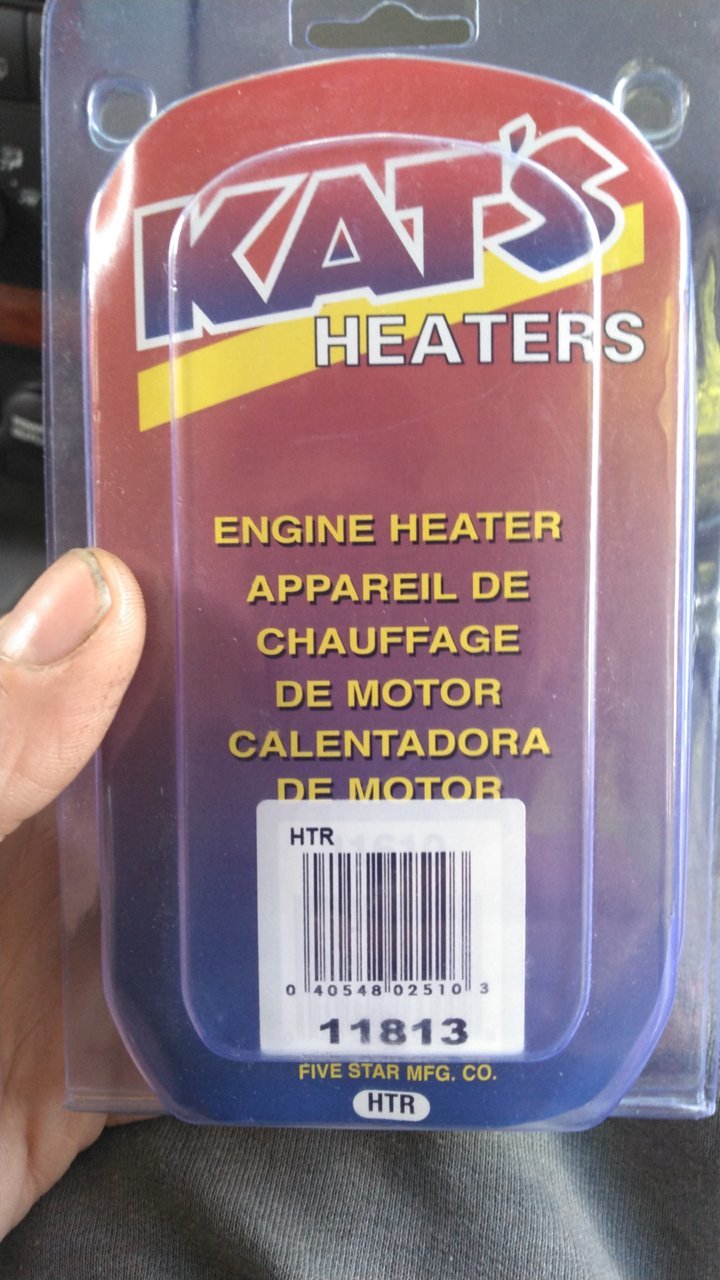 KAT'S
HEATERS
ENGINE HEATER
APPAREIL DE
CHAUFFAGE
DE MOTOR
CALENTADORA
DE MOTOR
HTR
0 40548 02510 3
11813
FIVE STAR MFG. CO.
HTR